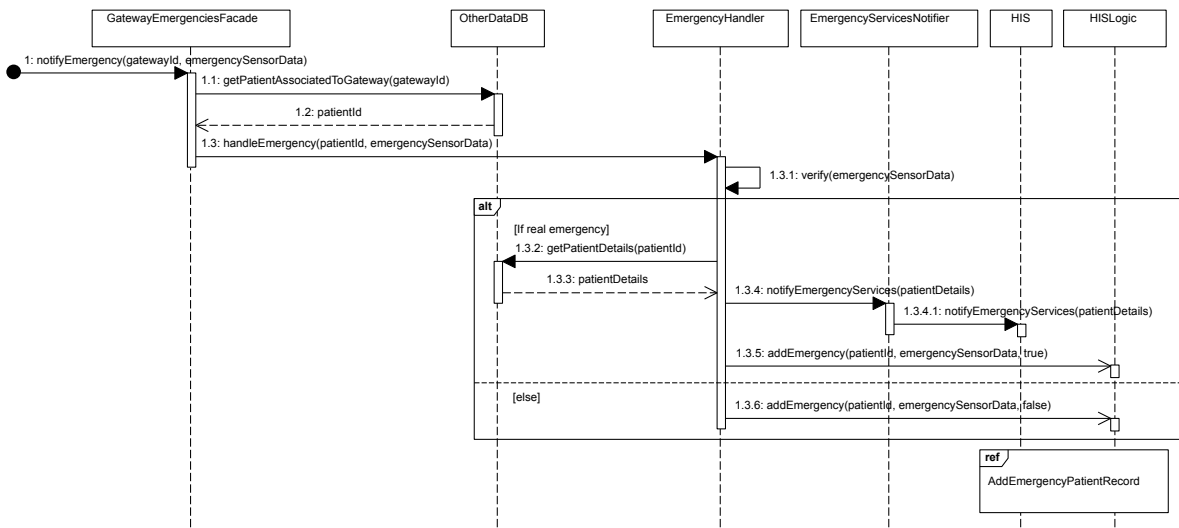 GatewayEmergenciesFacade
OtherDataDB
EmergencyHandler
EmergencyServicesNotifier
HIS
HISLogic
1: notifyEmergency(gatewayId, emergencySensorData)
1.1: getPatientAssociatedToGateway(gatewayId)
1.2: patientId
1.3: handleEmergency(patientId, emergencySensorData)
1.3.1: verify(emergencySensorData)
alt
[If real emergency]
1.3.2: getPatientDetails(patientId)
1.3.3: patientDetails
1.3.4: notifyEmergencyServices(patientDetails)
1.3.4.1: notifyEmergencyServices(patientDetails)
1.3.5: addEmergency(patientId, emergencySensorData, true)
[else]
1.3.6: addEmergency(patientId, emergencySensorData, false)
ref
AddEmergencyPatientRecord